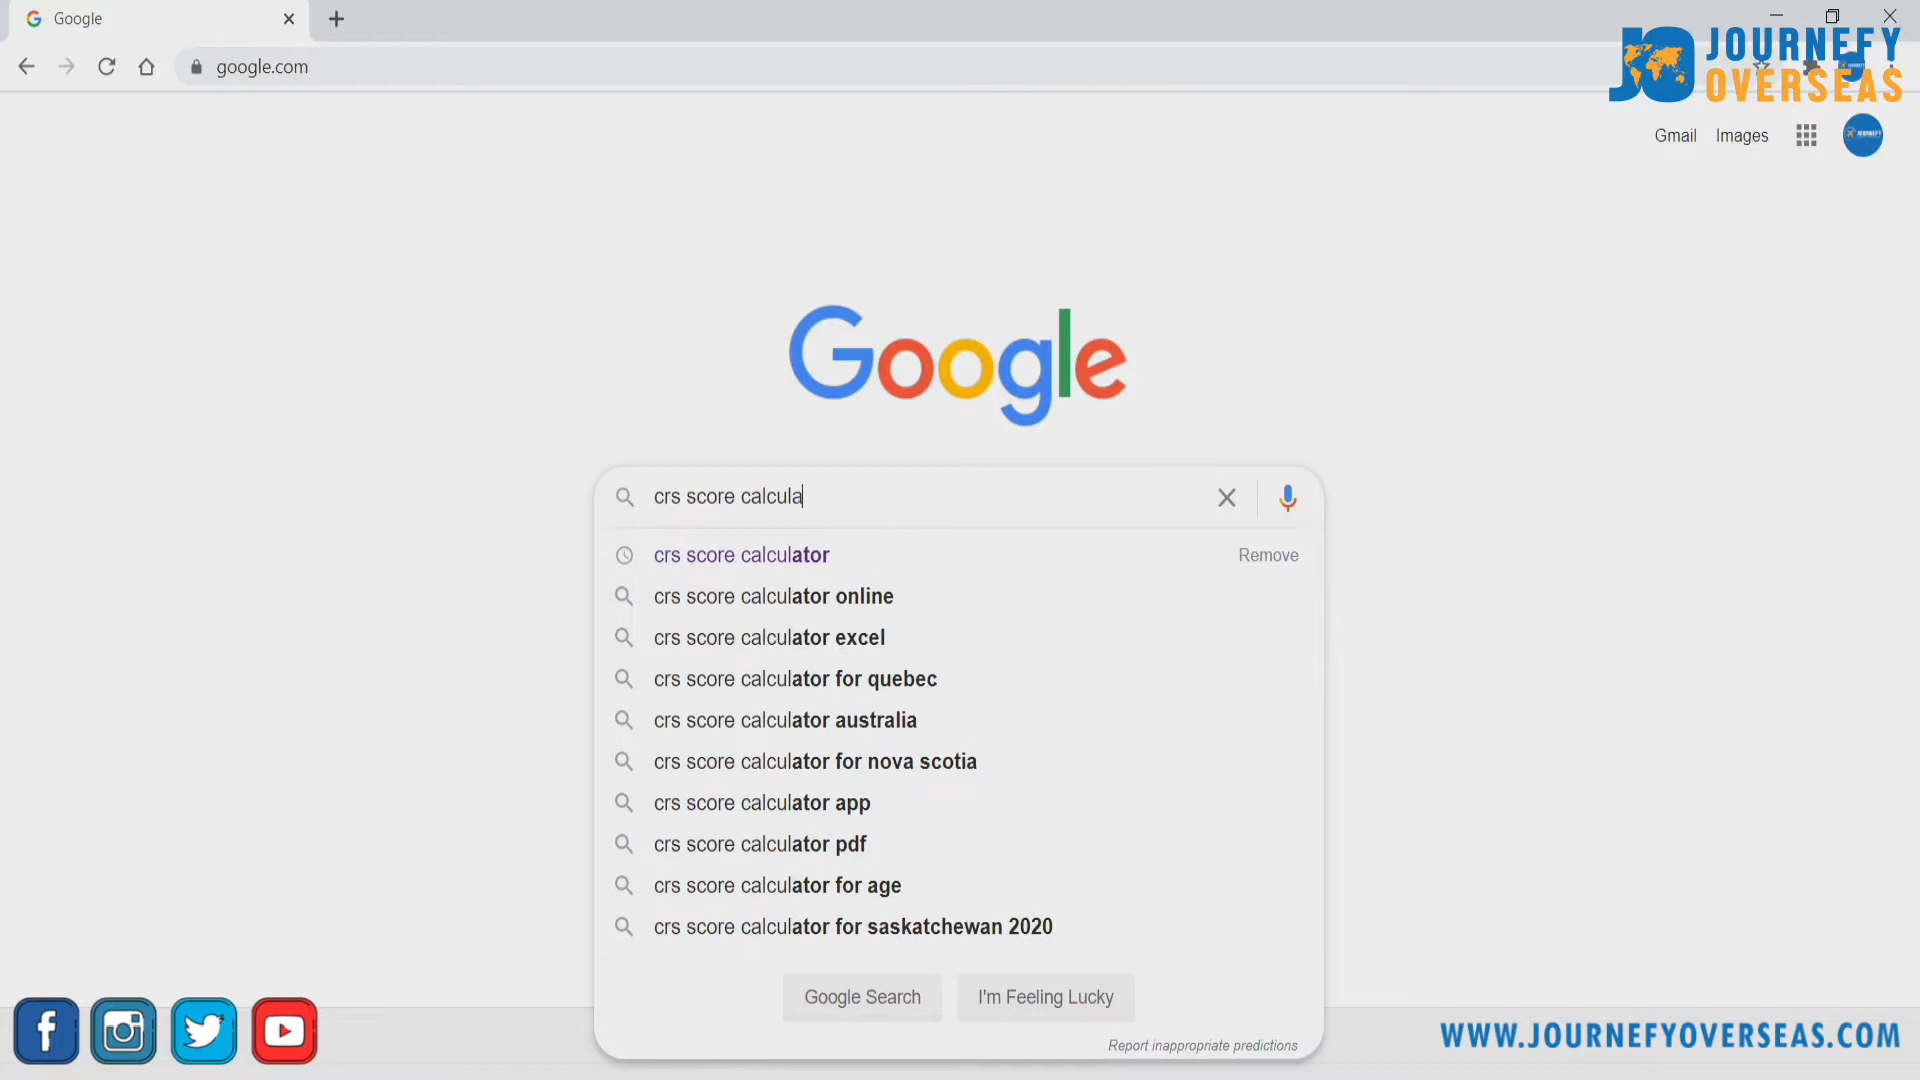 Google
google.com
JOURNEFY
OVERSEAS
Gmail Images
Google
crs score calcula
crs score calculator Remove
crs score calculator online
crs score calculator excel
crs score calculator for quebec
crs score calculator australia
crs score calculator for nova scotia
crs score calculator app
crs score calculator pdf
crs score calculator for age
crs score calculator for saskatchewan 2020
Google Search I'm Feeling Lucky
Report inappropriate predictions
WWW.JOURNEFYOVERSEAS.COM